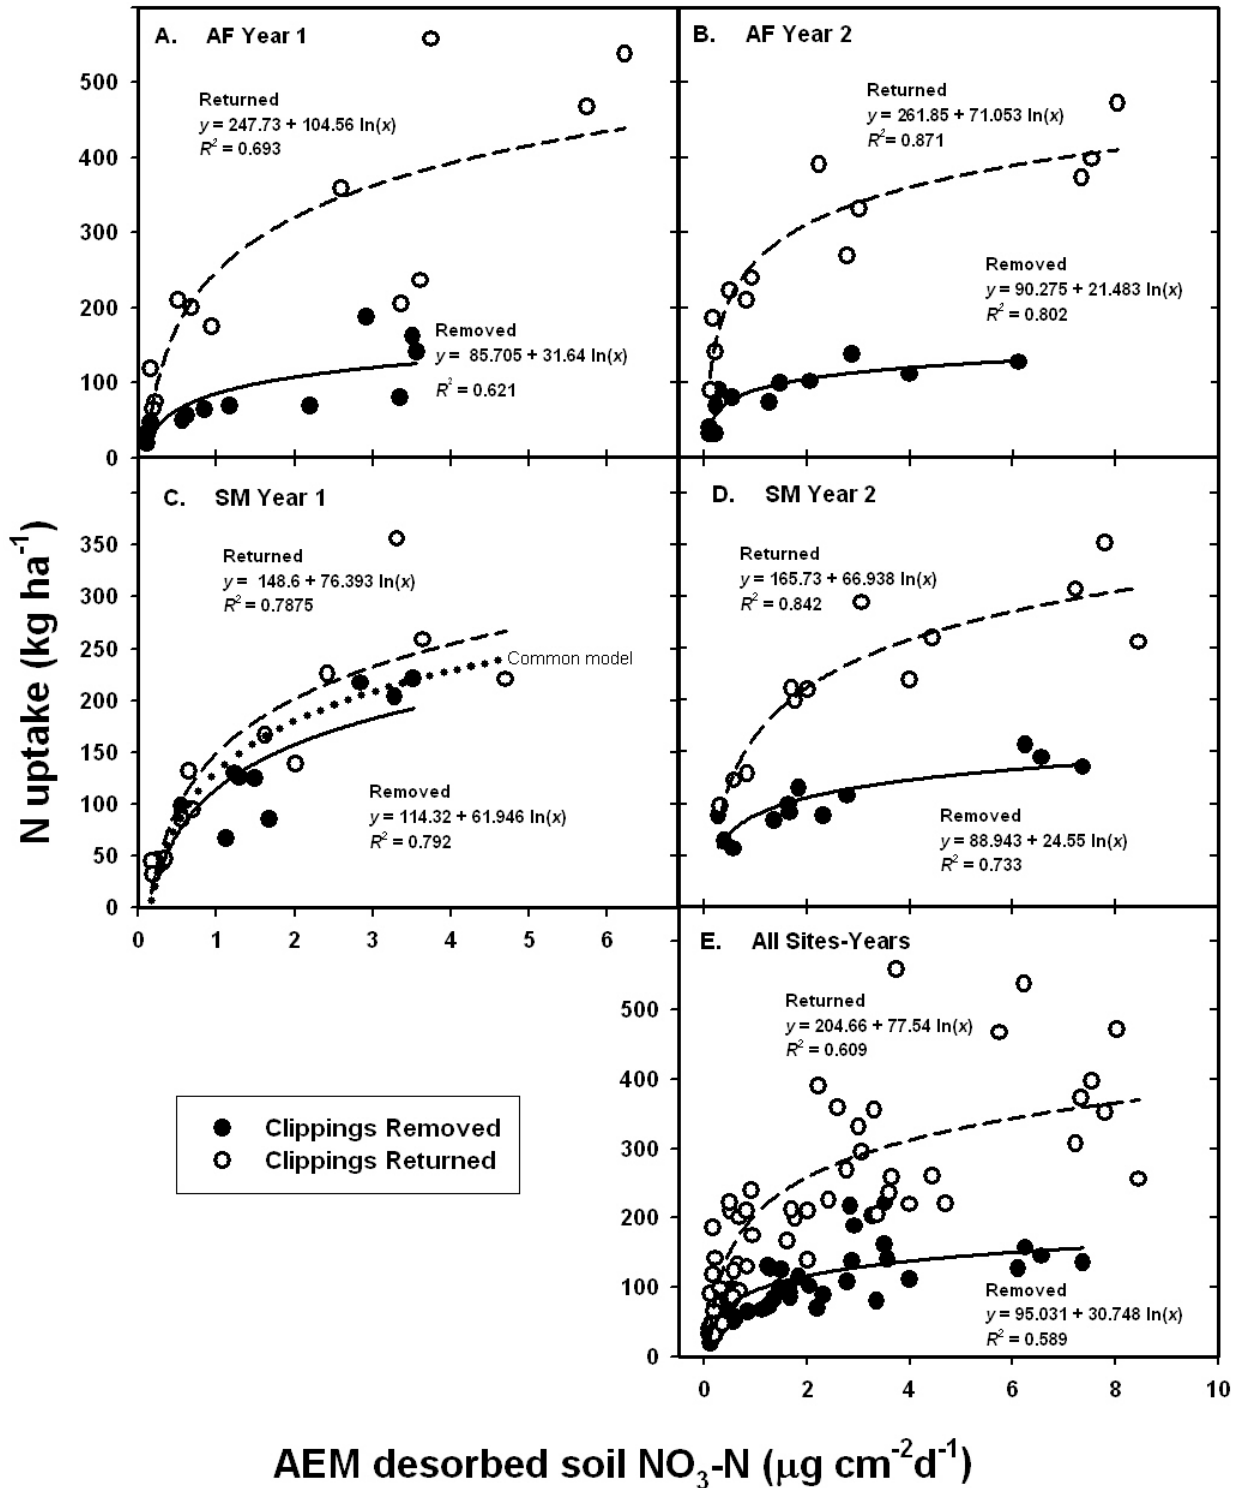 A. AF Year 1
Returned
y = 247.73 + 104.56 ln(x)
R² = 0.693
Removed
y = 85.705 + 31.64 ln(x)
R² = 0.621
500
400
300
200
100
0
B. AF Year 2
Returned
y = 261.85 + 71.053 ln(x)
R² = 0.871
Removed
y = 90.275 + 21.483 ln(x)
R² = 0.802
C. SM Year 1
Returned
y = 148.6 + 76.393 ln(x)
R² = 0.7875
Common model
Removed
y = 114.32 + 61.946 ln(x)
R² = 0.792
350
300
250
200
150
100
50
0
0 1 2 3 4 5 6
D. SM Year 2
Returned
y = 165.73 + 66.938 ln(x)
R² = 0.842
Removed
y = 88.943 + 24.55 ln(x)
R² = 0.733
N uptake (kg ha⁻¹)
E. All Sites-Years
Returned
y = 204.66 + 77.54 ln(x)
R² = 0.609
Removed
y = 95.031 + 30.748 ln(x)
R² = 0.589
500
400
300
200
100
0
0 2 4 6 8 10
Clippings Removed
Clippings Returned
AEM desorbed soil NO₃-N (μg cm⁻²d⁻¹)